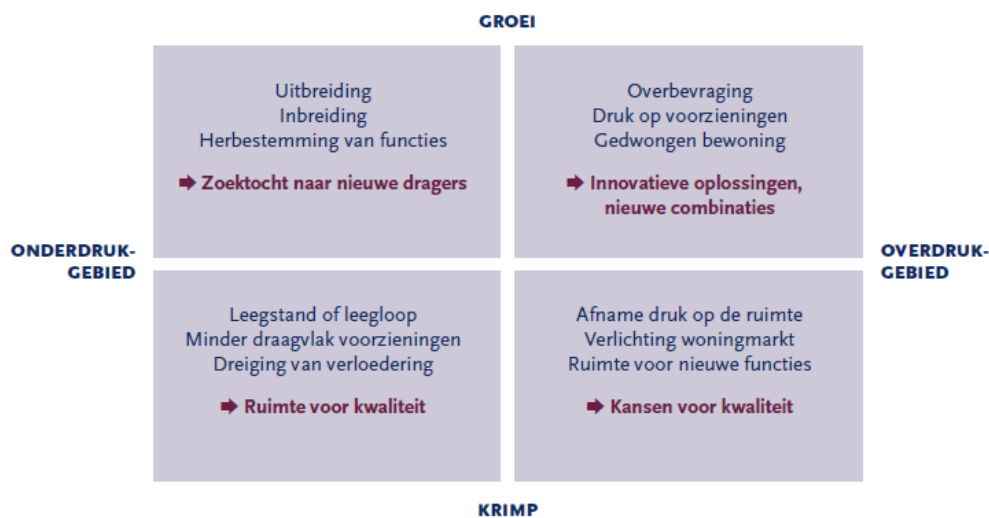 GROEI
Uitbreiding
Inbreiding
Herbestemming van functies
➡ Zoektocht naar nieuwe dragers
Overbevraging
Druk op voorzieningen
Gedwongen bewoning
➡ Innovatieve oplossingen,
nieuwe combinaties
ONDERDRUK-
GEBIED
OVERDRUK-
GEBIED
Leegstand of leegloop
Minder draagvlak voorzieningen
Dreiging van verloedering
➡ Ruimte voor kwaliteit
Afname druk op de ruimte
Verlichting woningmarkt
Ruimte voor nieuwe functies
➡ Kansen voor kwaliteit
KRIMP